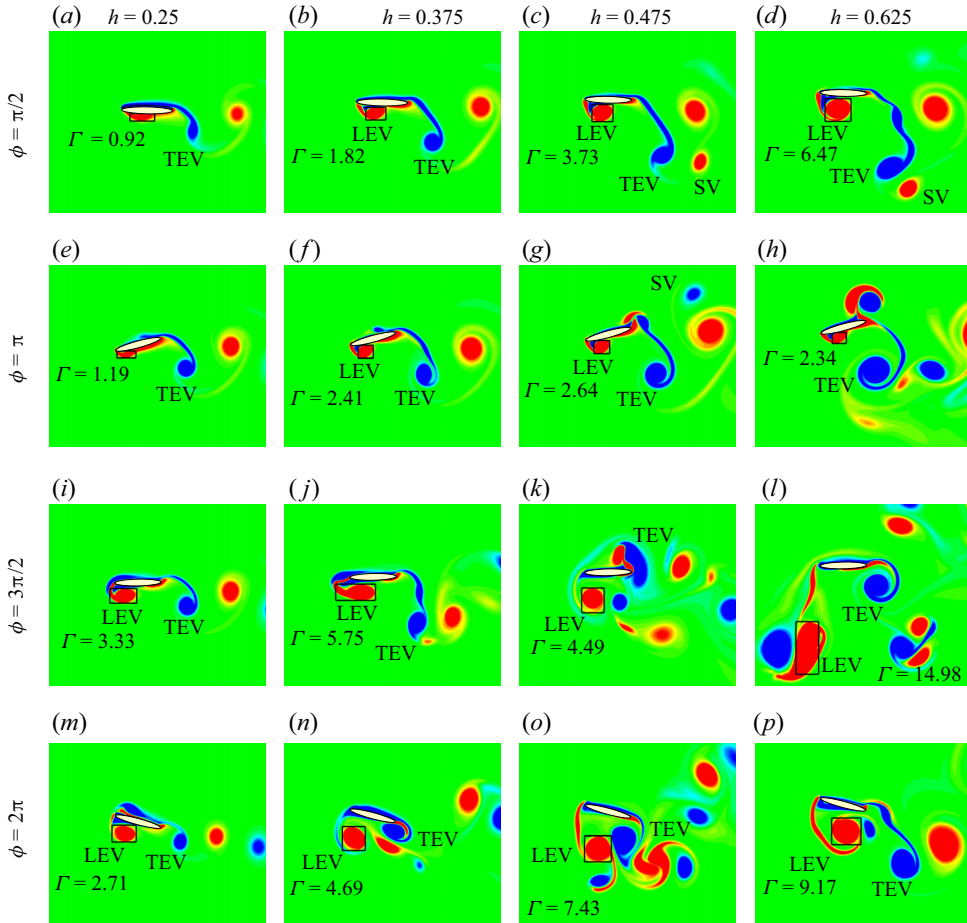 (a) h = 0.25
(b) h = 0.375
(c) h = 0.475
(d) h = 0.625
ϕ = π/2
Γ = 0.92
TEV
LEV
Γ = 1.82
TEV
LEV
Γ = 3.73
TEV
SV
LEV
Γ = 6.47
TEV
SV
(e)
(f)
(g)
(h)
ϕ = π
Γ = 1.19
TEV
LEV
Γ = 2.41
TEV
SV
LEV
Γ = 2.64
TEV
Γ = 2.34
TEV
(i)
(j)
(k)
(l)
ϕ = 3π/2
LEV
Γ = 3.33
TEV
LEV
Γ = 5.75
TEV
TEV
LEV
Γ = 4.49
TEV
LEV
Γ = 14.98
(m)
(n)
(o)
(p)
ϕ = 2π
LEV
TEV
Γ = 2.71
TEV
LEV
Γ = 4.69
TEV
LEV
Γ = 7.43
LEV
TEV
Γ = 9.17